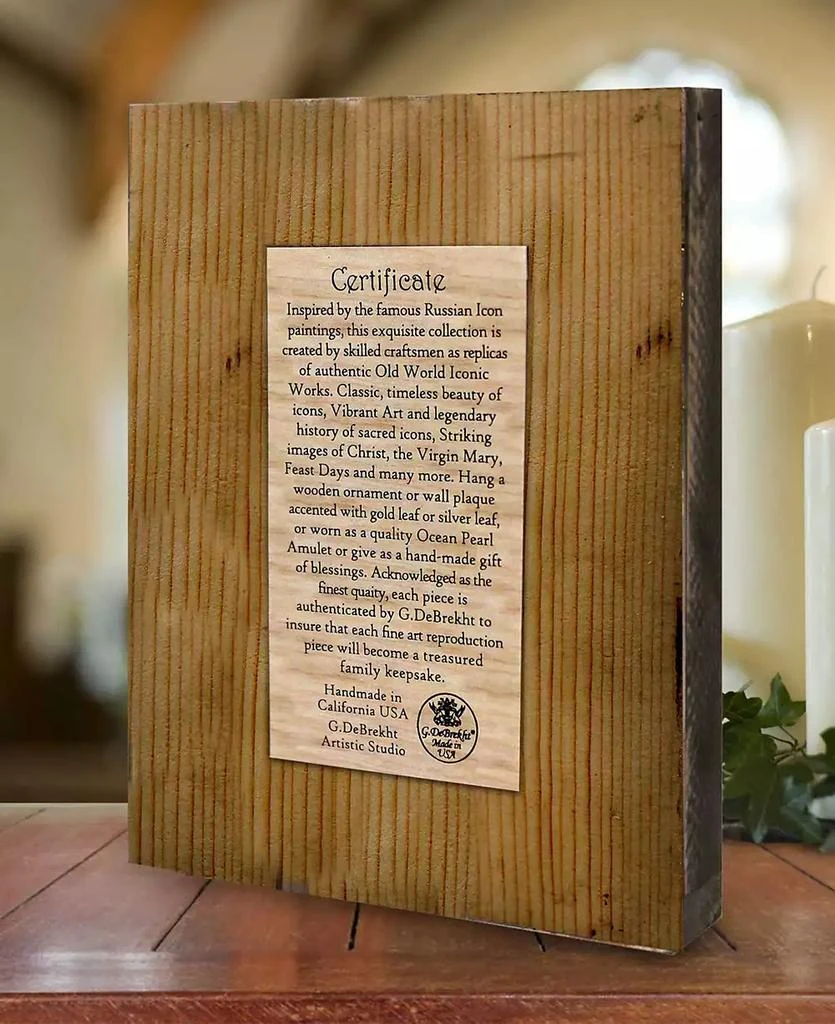 Certificate
Inspired by the famous Russian Icon
paintings, this exquisite collection is
created by skilled craftsmen as replicas
of authentic Old World Iconic
Works. Classic, timeless beauty of
icons, Vibrant Art and legendary
history of sacred icons, Striking
images of Christ, the Virgin Mary,
Feast Days and many more. Hang a
wooden ornament or wall plaque
accented with gold leaf or silver leaf,
or worn as a quality Ocean Pearl
Amulet or give as a hand-made gift
of blessings. Acknowledged as the
finest quaity, each piece is
authenticated by G.DeBrekht to
insure that each fine art reproduction
piece will become a treasured
family keepsake.
Handmade in
California USA
G.DeBrekht
Artistic Studio
G.DeBrekht®
Made in
USA